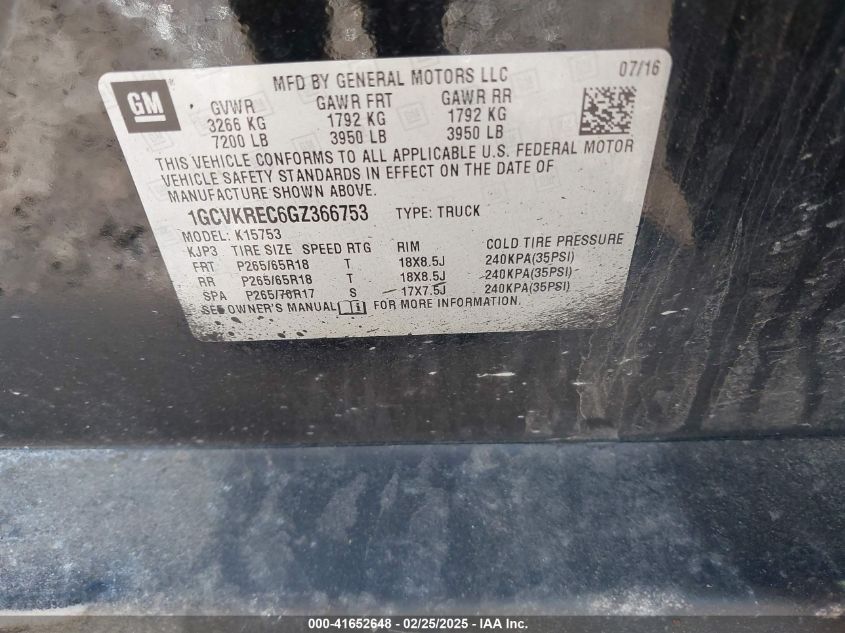 MFD BY GENERAL MOTORS LLC 07/16
GM
GVWR GAWR FRT GAWR RR
3266 KG 1792 KG 1792 KG
7200 LB 3950 LB 3950 LB
THIS VEHICLE CONFORMS TO ALL APPLICABLE U.S. FEDERAL MOTOR
VEHICLE SAFETY STANDARDS IN EFFECT ON THE DATE OF
MANUFACTURE SHOWN ABOVE.
1GCVKREC6GZ366753 TYPE: TRUCK
MODEL: K15753
KJP3 TIRE SIZE SPEED RTG RIM COLD TIRE PRESSURE
FRT P265/65R18 T 18X8.5J 240KPA(35PSI)
RR P265/65R18 T 18X8.5J 240KPA(35PSI)
SPA P265/70R17 S 17X7.5J 240KPA(35PSI)
SEE OWNER'S MANUAL FOR MORE INFORMATION.
000-41652648 - 02/25/2025 - IAA Inc.